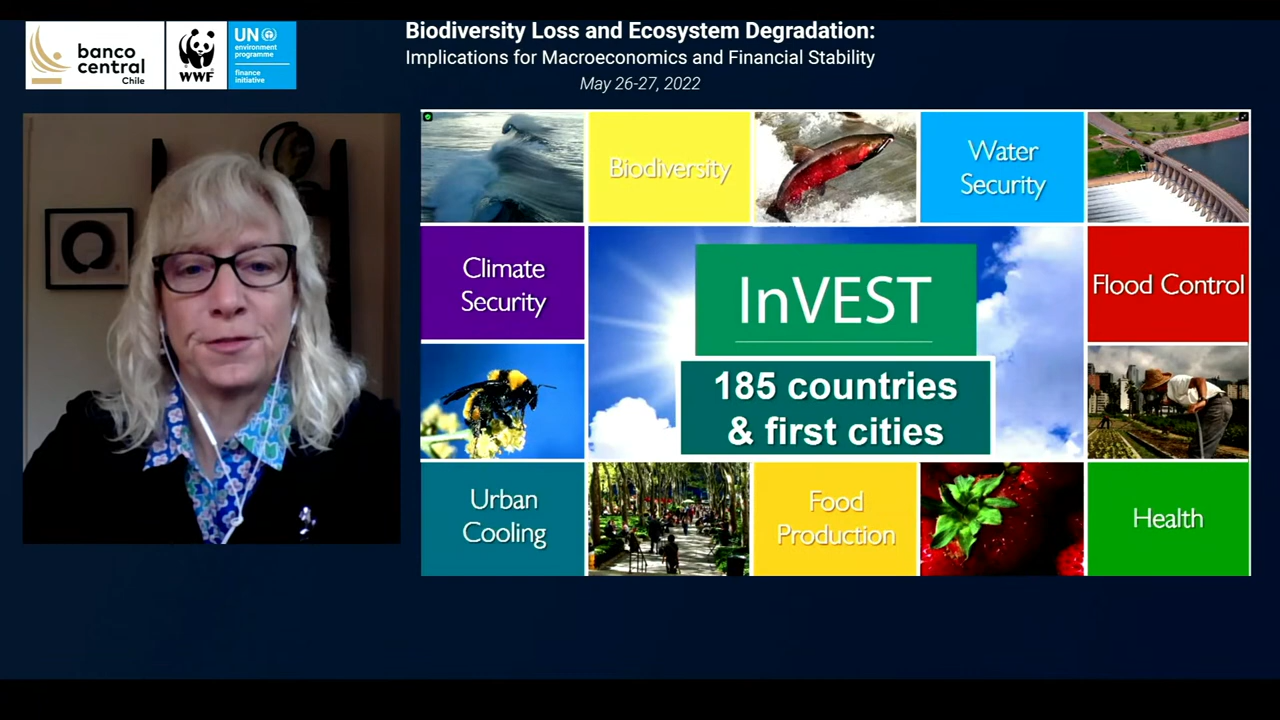 Biodiversity Loss and Ecosystem Degradation:
Implications for Macroeconomics and Financial Stability
May 26-27, 2022
banco
central
Chile
WWF
UN
environment
programme
finance
initiative
Biodiversity
Water
Security
Climate
Security
InVEST
185 countries
& first cities
Flood Control
Urban
Cooling
Food
Production
Health